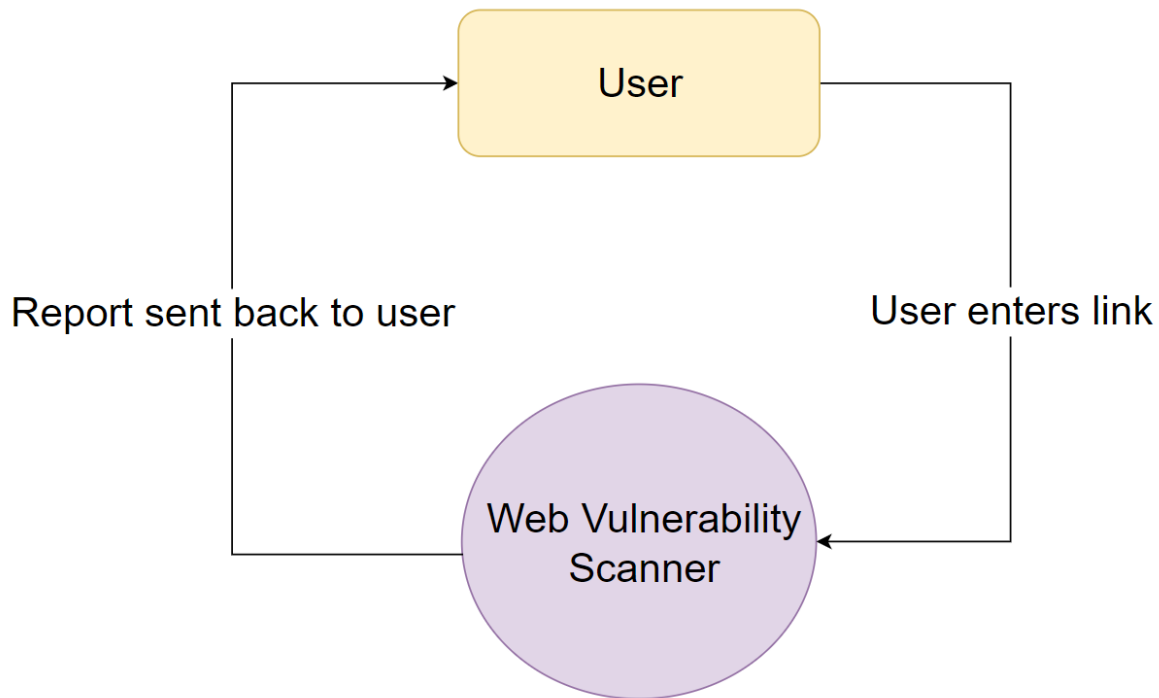 User
Report sent back to user
User enters link
Web Vulnerability
Scanner